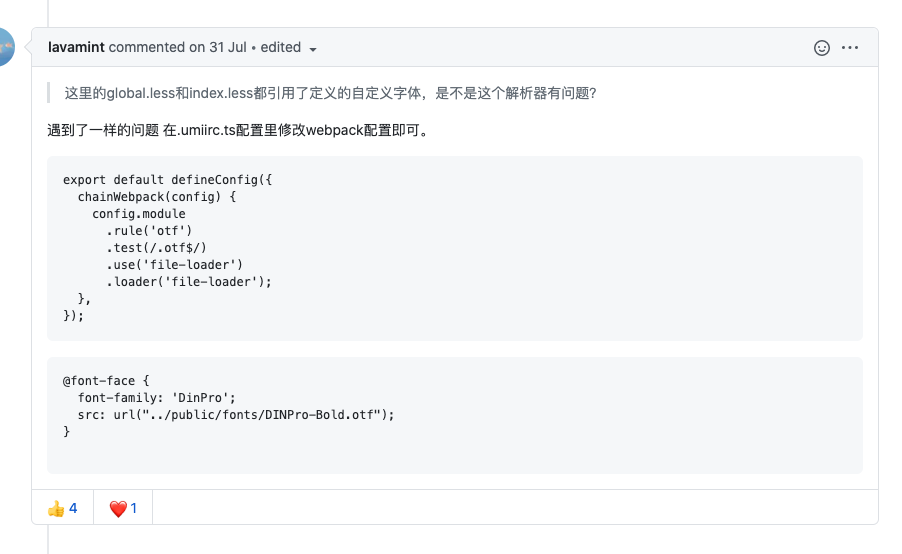 lavamint commented on 31 Jul • edited
这里的global.less和index.less都引用了定义的自定义字体，是不是这个解析器有问题?
遇到了一样的问题 在.umiirc.ts配置里修改webpack配置即可。
export default defineConfig({
  chainWebpack(config) {
    config.module
      .rule('otf')
      .test(/.otf$/)
      .use('file-loader')
      .loader('file-loader');
  },
});
@font-face {
  font-family: 'DinPro';
  src: url("../public/fonts/DINPro-Bold.otf");
}
👍 4 ❤️ 1